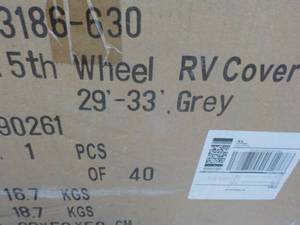 3186-630
.5th Wheel RV Cover
29'-33', Grey
90261
. 1 PCS
OF 40
16.7 KGS
18.7 KGS